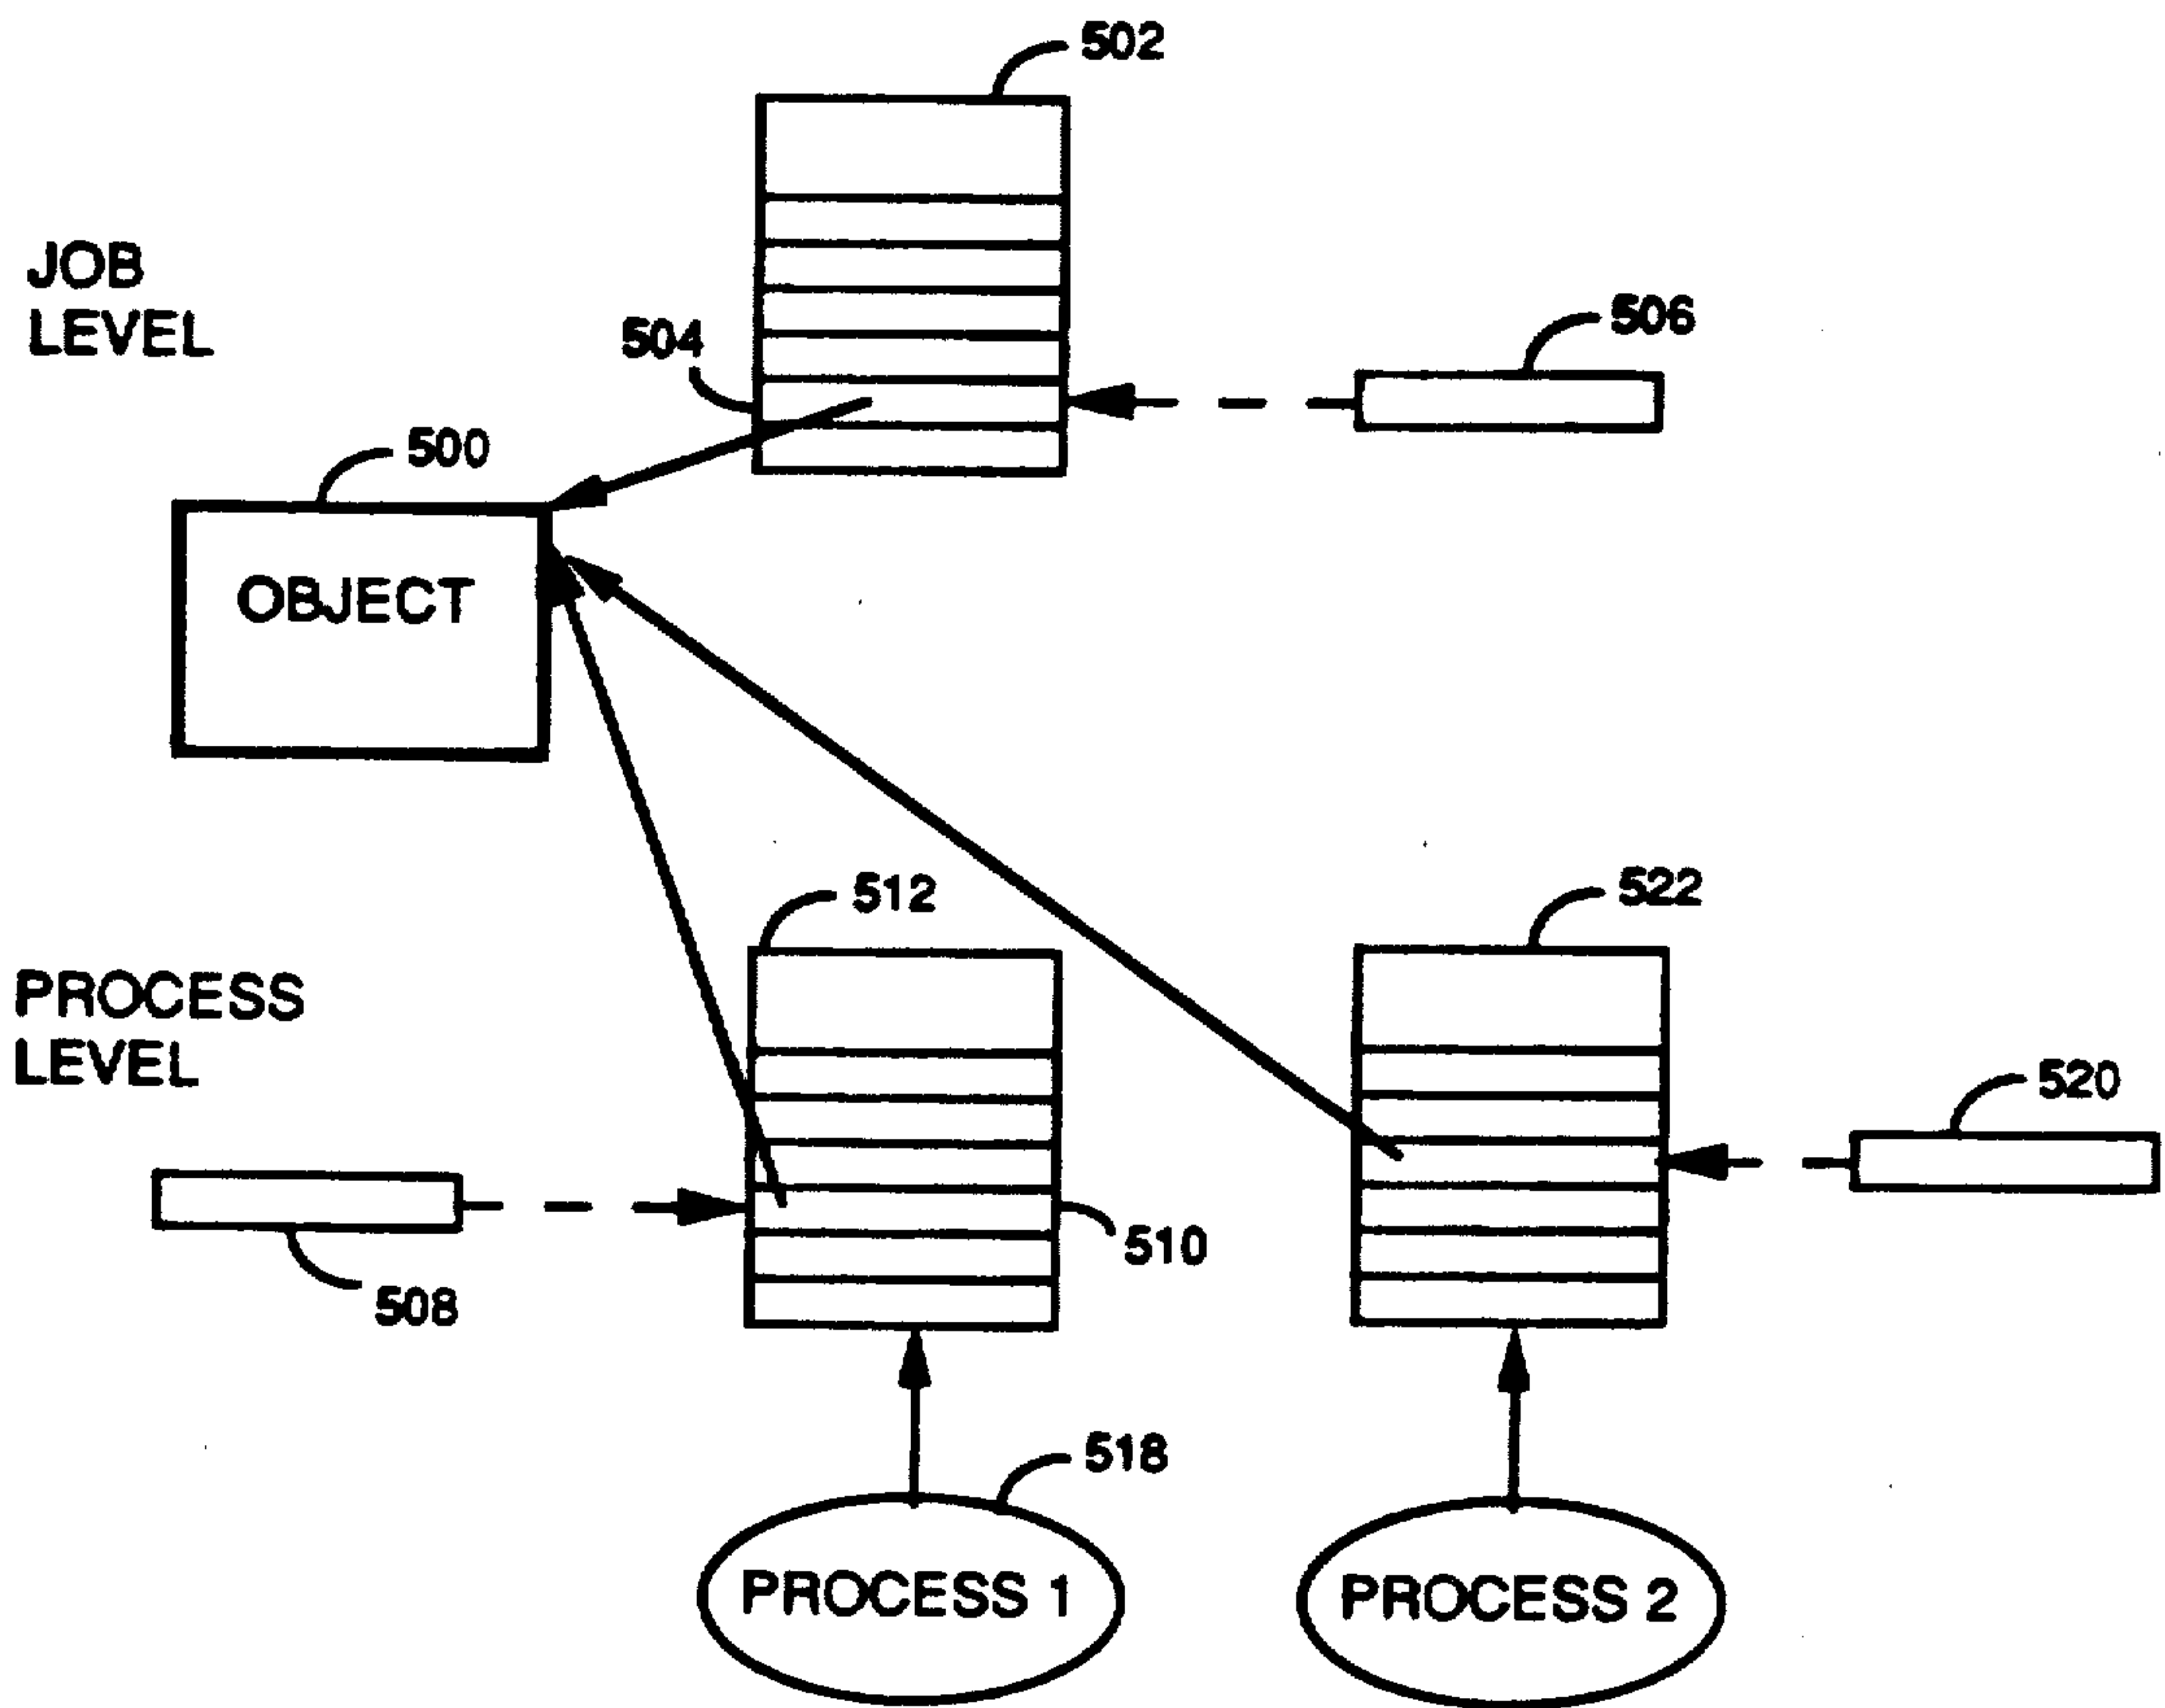 502
JOB
LEVEL
504
506
500
OBJECT
512
522
PROCESS
LEVEL
520
510
508
518
PROCESS 1
PROCESS 2